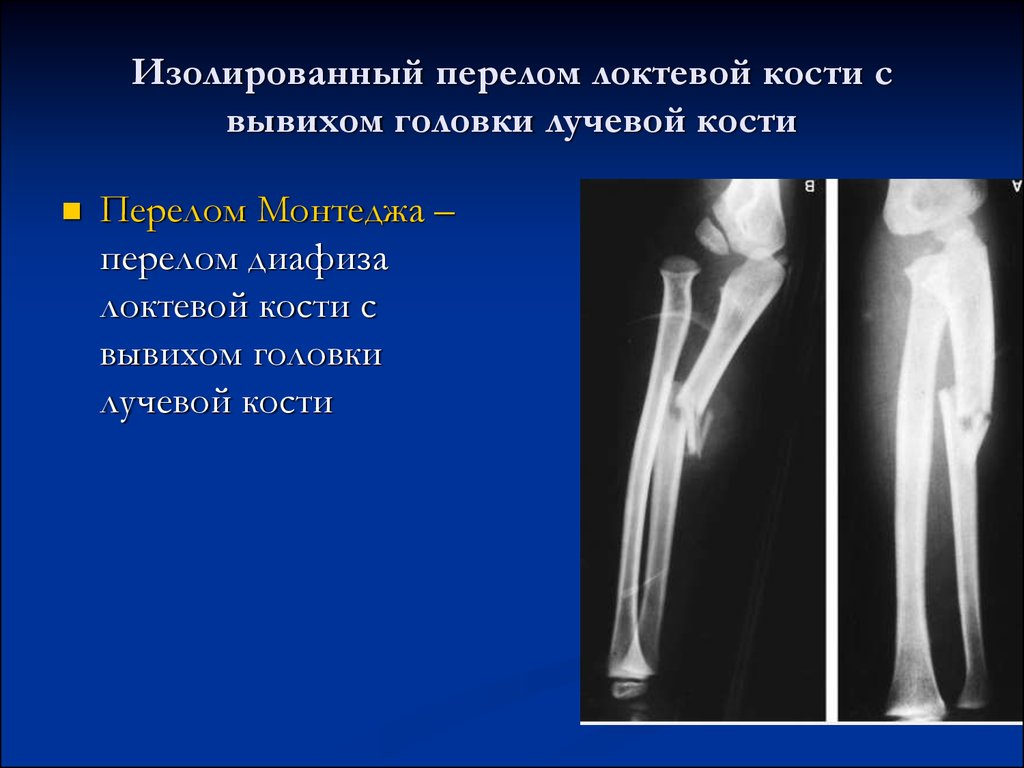 Изолированный перелом локтевой кости с
вывихом головки лучевой кости
Перелом Монтеджа –
перелом диафиза
локтевой кости с
вывихом головки
лучевой кости
B
A